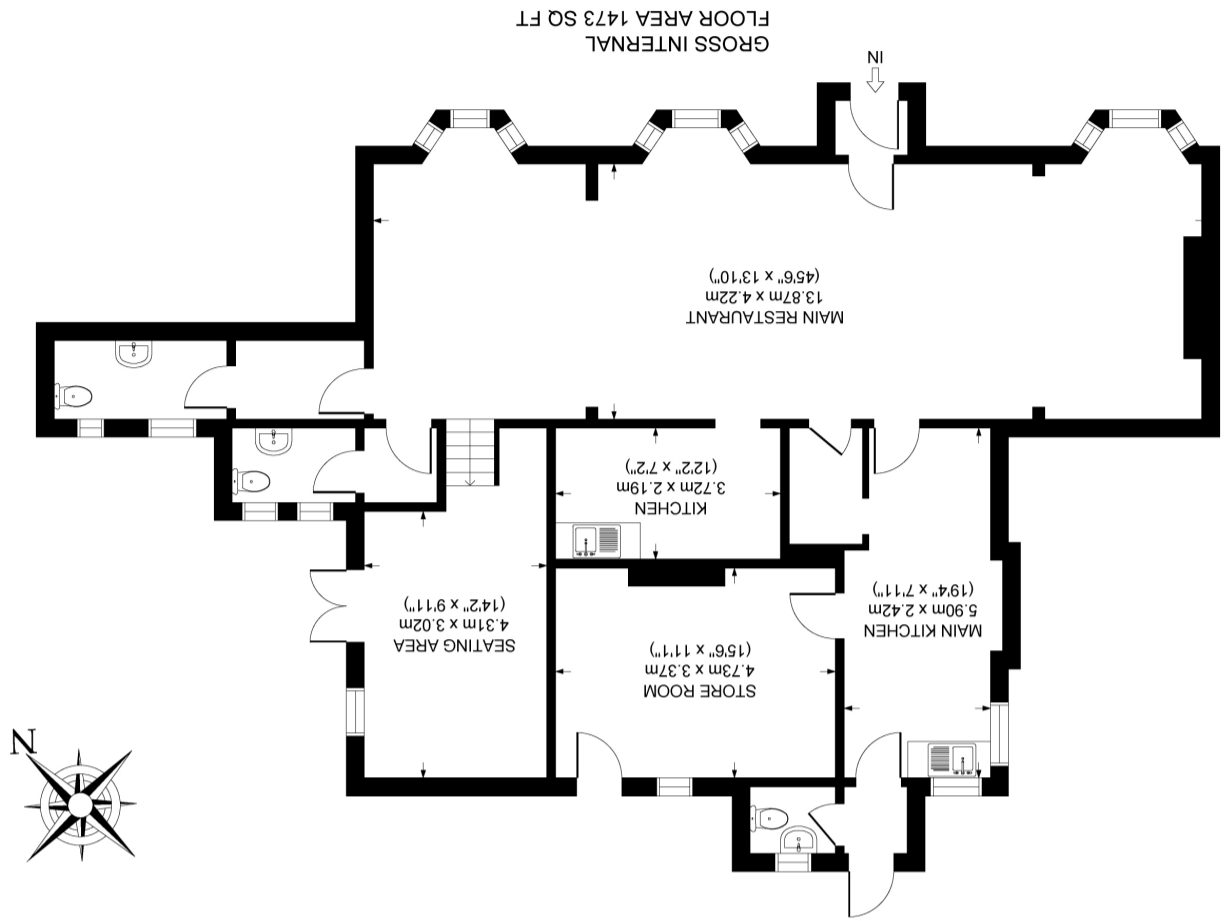 MAIN KITCHEN
5.90m x 2.42m
(19'4" x 7'11")
STORE ROOM
4.73m x 3.37m
(15'6" x 11'1")
SEATING AREA
4.31m x 3.02m
(14'2" x 9'11")
N
KITCHEN
3.72m x 2.19m
(12'2" x 7'2")
MAIN RESTAURANT
13.87m x 4.22m
(45'6" x 13'10")
IN
GROSS INTERNAL
FLOOR AREA 1473 SQ FT